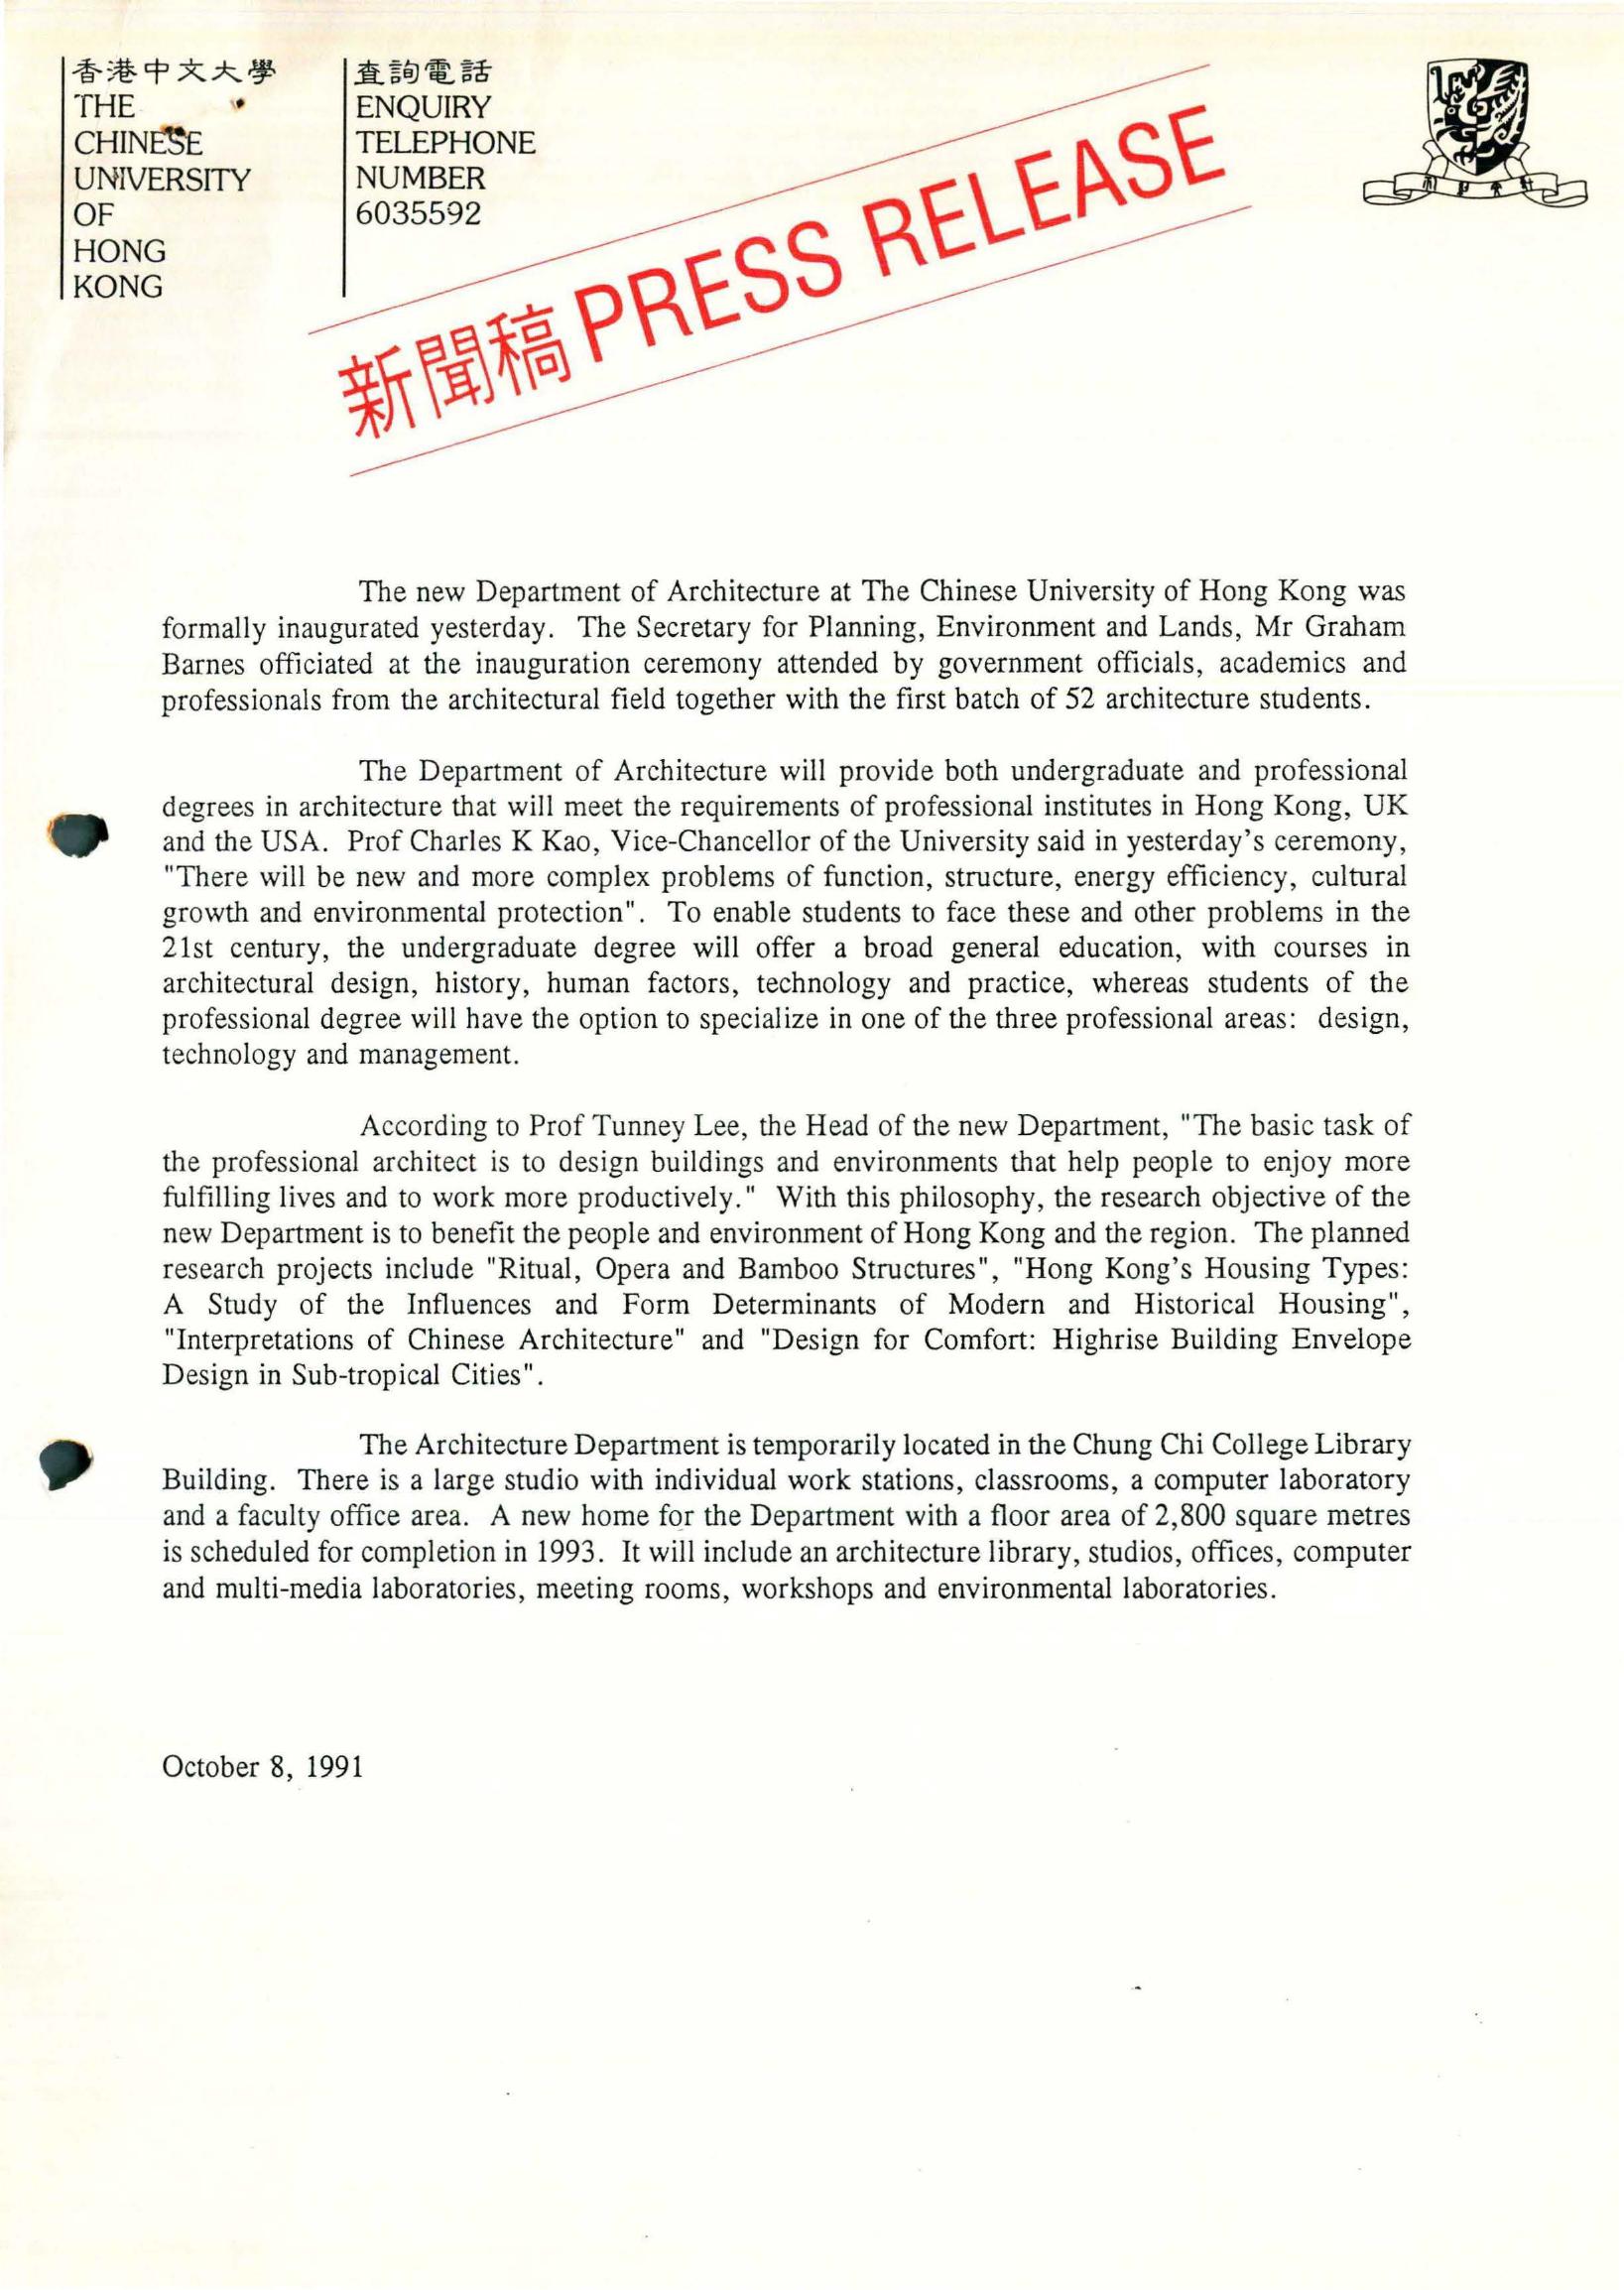 香港中文大學
THE
CHINESE
UNIVERSITY
OF
HONG
KONG
查詢電話
ENQUIRY
TELEPHONE
NUMBER
6035592
新聞稿 PRESS RELEASE
The new Department of Architecture at The Chinese University of Hong Kong was
formally inaugurated yesterday. The Secretary for Planning, Environment and Lands, Mr Graham
Barnes officiated at the inauguration ceremony attended by government officials, academics and
professionals from the architectural field together with the first batch of 52 architecture students.
The Department of Architecture will provide both undergraduate and professional
degrees in architecture that will meet the requirements of professional institutes in Hong Kong, UK
and the USA. Prof Charles K Kao, Vice-Chancellor of the University said in yesterday's ceremony,
"There will be new and more complex problems of function, structure, energy efficiency, cultural
growth and environmental protection". To enable students to face these and other problems in the
21st century, the undergraduate degree will offer a broad general education, with courses in
architectural design, history, human factors, technology and practice, whereas students of the
professional degree will have the option to specialize in one of the three professional areas: design,
technology and management.
According to Prof Tunney Lee, the Head of the new Department, "The basic task of
the professional architect is to design buildings and environments that help people to enjoy more
fulfilling lives and to work more productively." With this philosophy, the research objective of the
new Department is to benefit the people and environment of Hong Kong and the region. The planned
research projects include "Ritual, Opera and Bamboo Structures", "Hong Kong's Housing Types:
A Study of the Influences and Form Determinants of Modern and Historical Housing",
"Interpretations of Chinese Architecture" and "Design for Comfort: Highrise Building Envelope
Design in Sub-tropical Cities".
The Architecture Department is temporarily located in the Chung Chi College Library
Building. There is a large studio with individual work stations, classrooms, a computer laboratory
and a faculty office area. A new home for the Department with a floor area of 2,800 square metres
is scheduled for completion in 1993. It will include an architecture library, studios, offices, computer
and multi-media laboratories, meeting rooms, workshops and environmental laboratories.
October 8, 1991